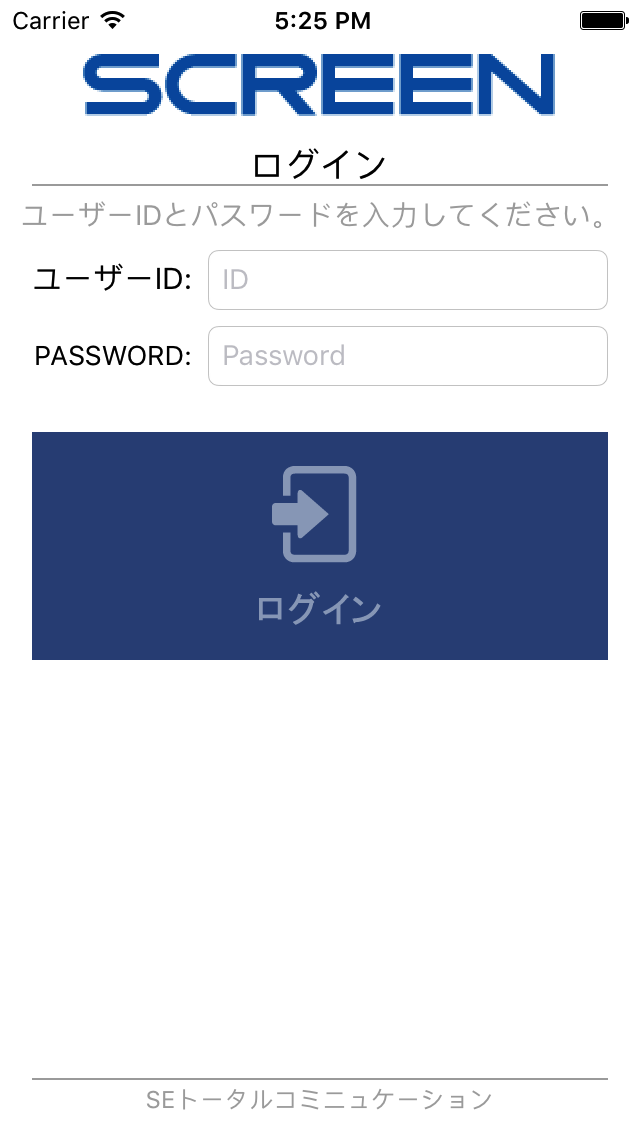 Carrier 5:25 PM
SCREEN
ログイン
ユーザーIDとパスワードを入力してください。
ユーザーID: ID
PASSWORD: Password
ログイン
SEトータルコミニュケーション